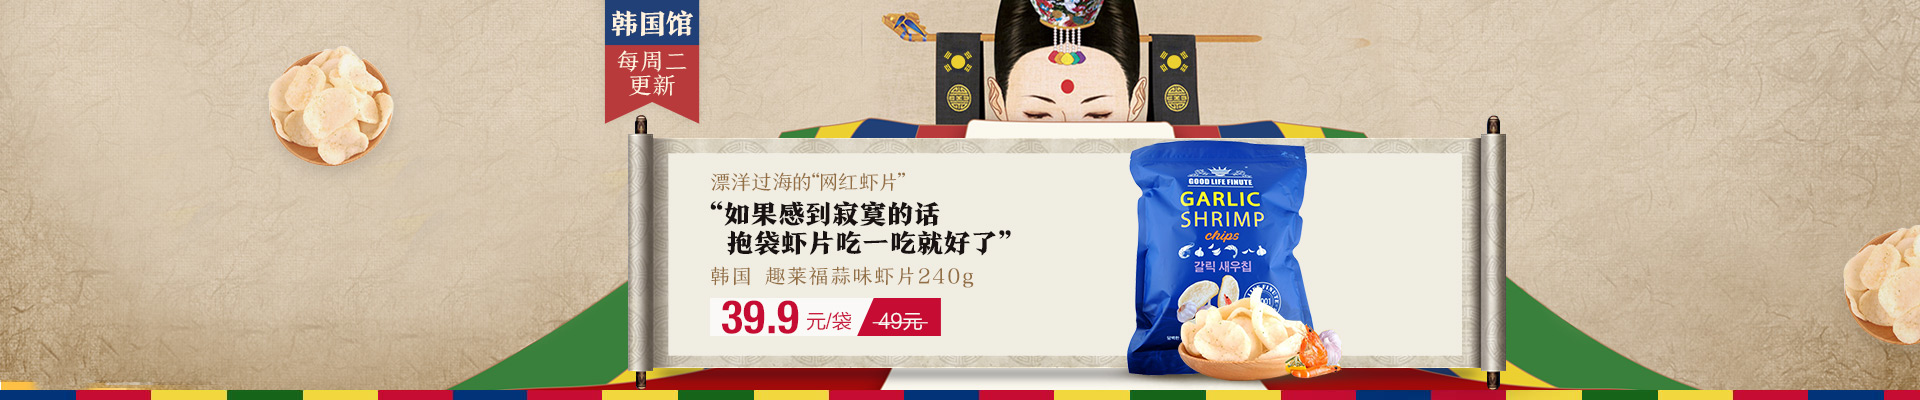 韩国馆
每周二
更新
漂洋过海的“网红虾片”
“如果感到寂寞的话
抱袋虾片吃一吃就好了”
韩国 趣莱福蒜味虾片240g
39.9 元/袋 49元
GOOD LIFE FINUTE
GARLIC
SHRIMP
chips
갈릭 새우칩